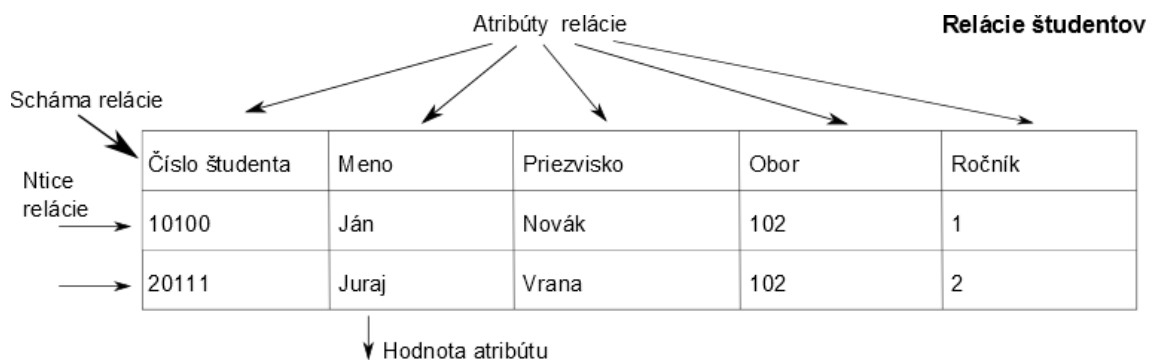 Atribúty relácie
Relácie študentov
Scháma relácie
Číslo študenta Meno Priezvisko Obor Ročník
Ntice
relácie
10100 Ján Novák 102 1
20111 Juraj Vrana 102 2
Hodnota atribútu